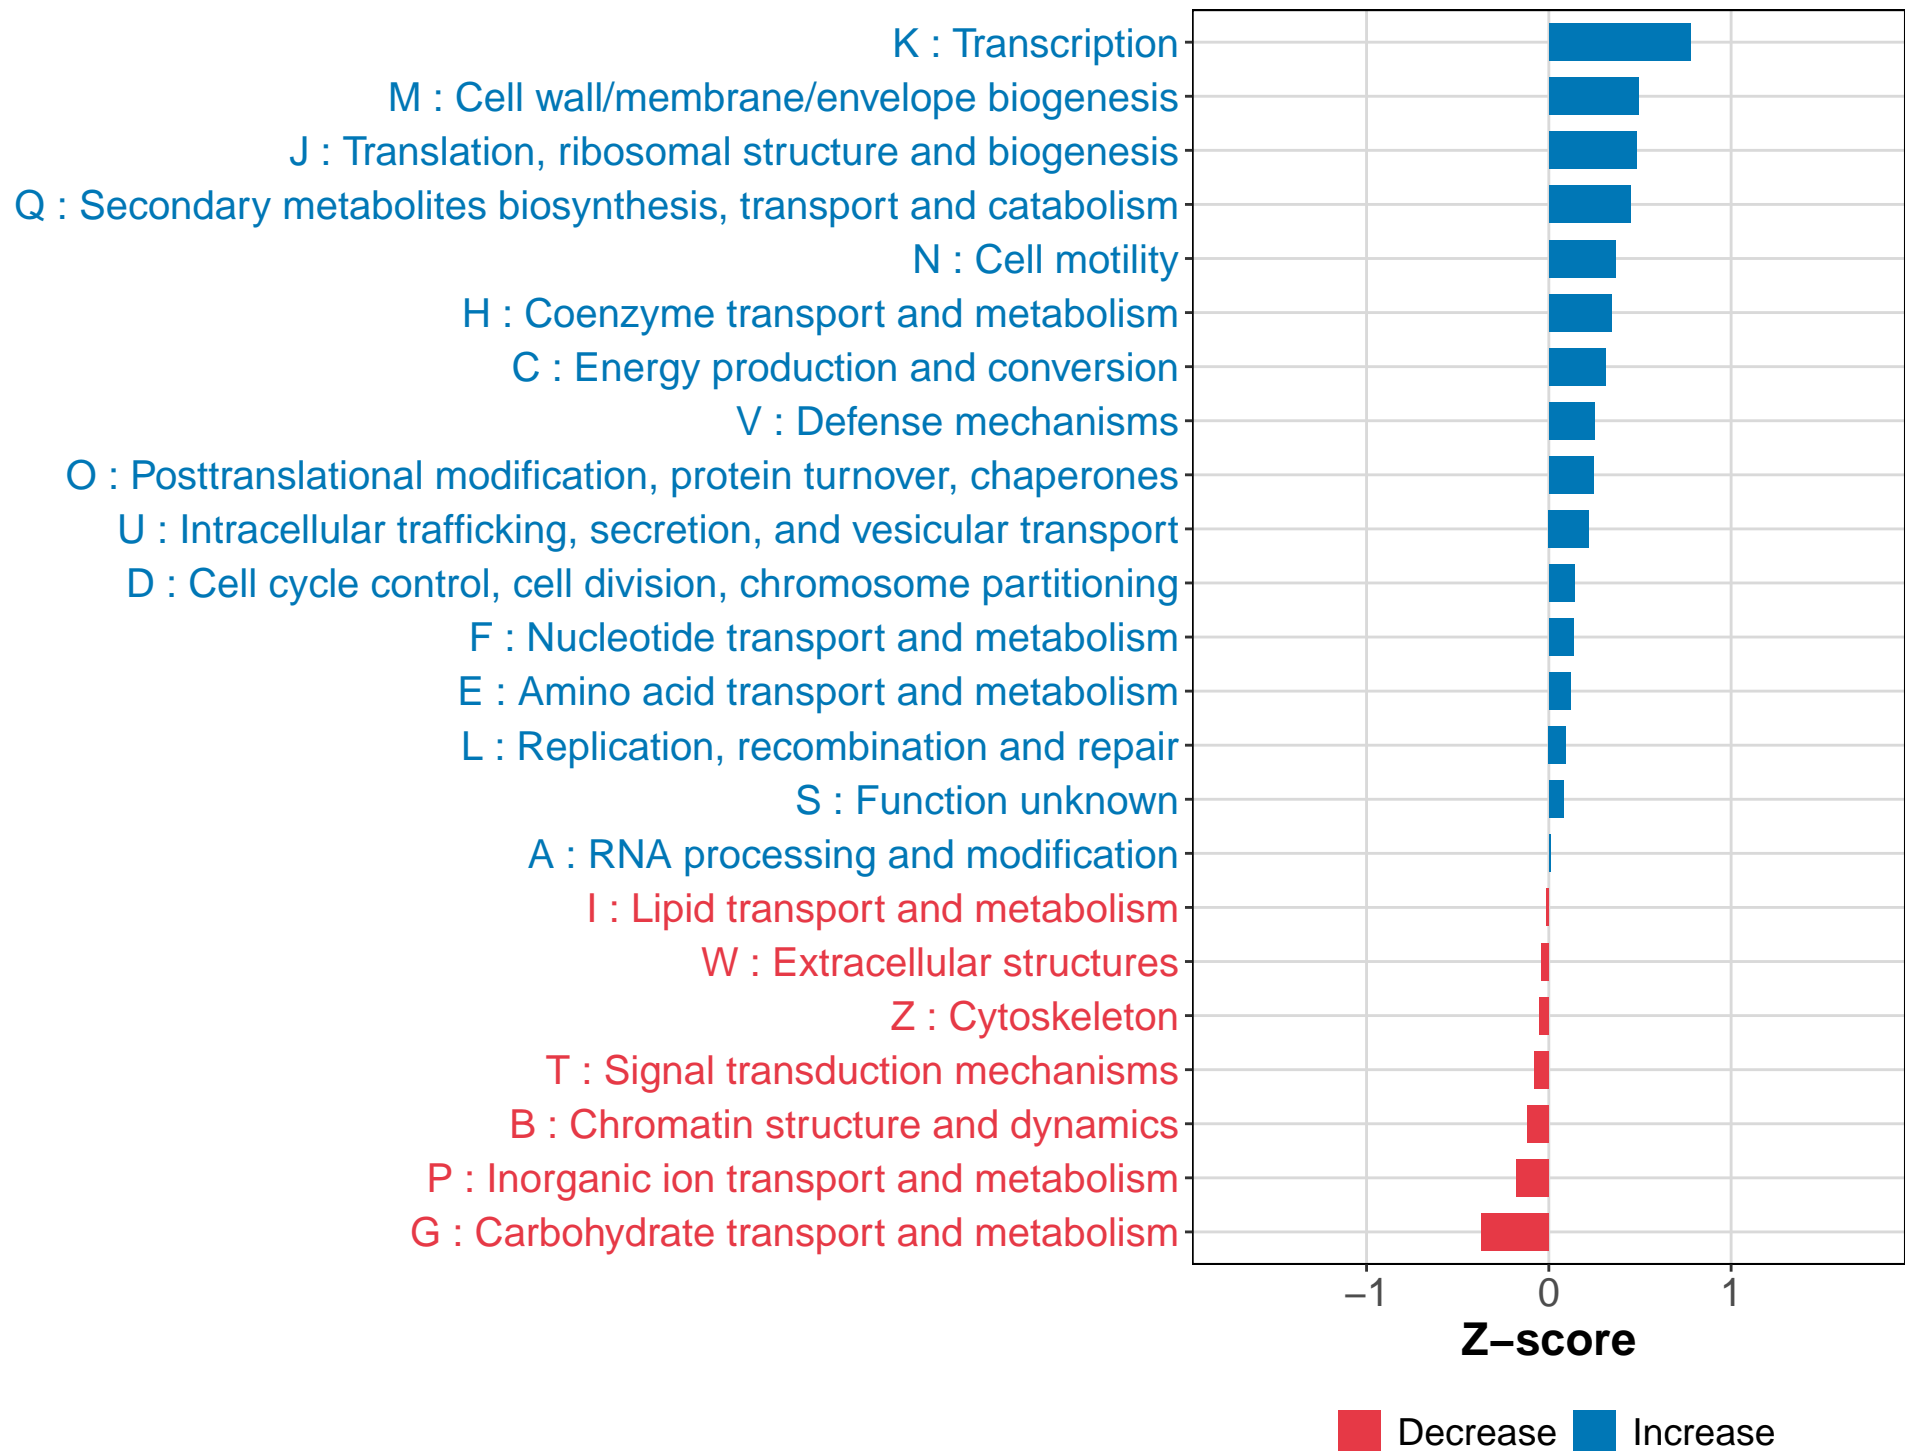 K : Transcription
M : Cell wall/membrane/envelope biogenesis
J : Translation, ribosomal structure and biogenesis
Q : Secondary metabolites biosynthesis, transport and catabolism
N : Cell motility
H : Coenzyme transport and metabolism
C : Energy production and conversion
V : Defense mechanisms
O : Posttranslational modification, protein turnover, chaperones
U : Intracellular trafficking, secretion, and vesicular transport
D : Cell cycle control, cell division, chromosome partitioning
F : Nucleotide transport and metabolism
E : Amino acid transport and metabolism
L : Replication, recombination and repair
S : Function unknown
A : RNA processing and modification
I : Lipid transport and metabolism
W : Extracellular structures
Z : Cytoskeleton
T : Signal transduction mechanisms
B : Chromatin structure and dynamics
P : Inorganic ion transport and metabolism
G : Carbohydrate transport and metabolism
−1 0 1
Z−score
Decrease Increase